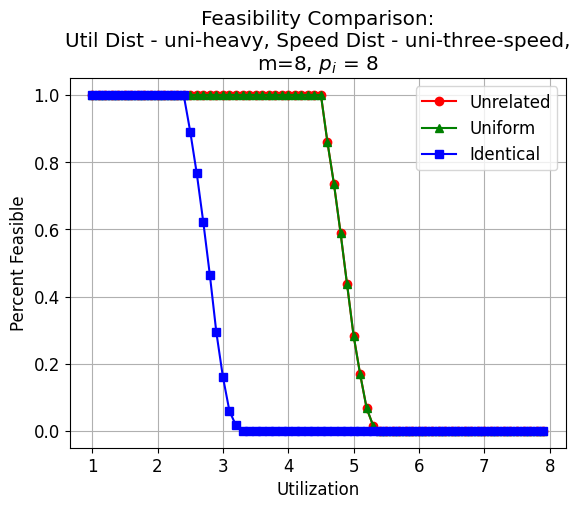 Feasibility Comparison:
Util Dist - uni-heavy, Speed Dist - uni-three-speed,
m=8, $p_i$ = 8
1.0
0.8
0.6
0.4
0.2
0.0
Percent Feasible
Unrelated
Uniform
Identical
1 2 3 4 5 6 7 8
Utilization